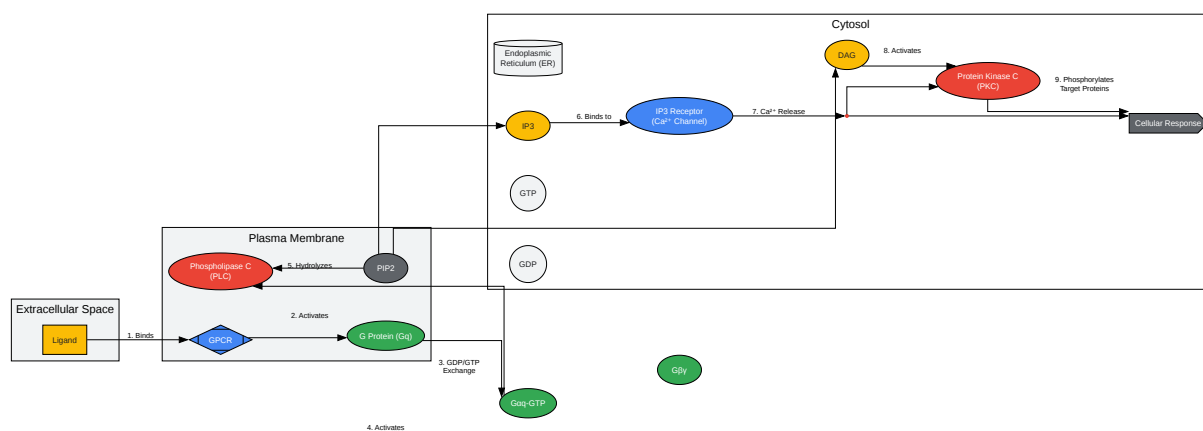 Cytosol
Endoplasmic
Reticulum (ER)
DAG
8. Activates
Protein Kinase C
(PKC)
9. Phosphorylates
Target Proteins
IP3
6. Binds to
IP3 Receptor
(Ca²⁺ Channel)
7. Ca²⁺ Release
Cellular Response
GTP
GDP
Plasma Membrane
Phospholipase C
(PLC)
5. Hydrolyzes
PIP2
Extracellular Space
Ligand
1. Binds
GPCR
2. Activates
G Protein (Gq)
3. GDP/GTP
Exchange
Gβγ
Gαq-GTP
4. Activates